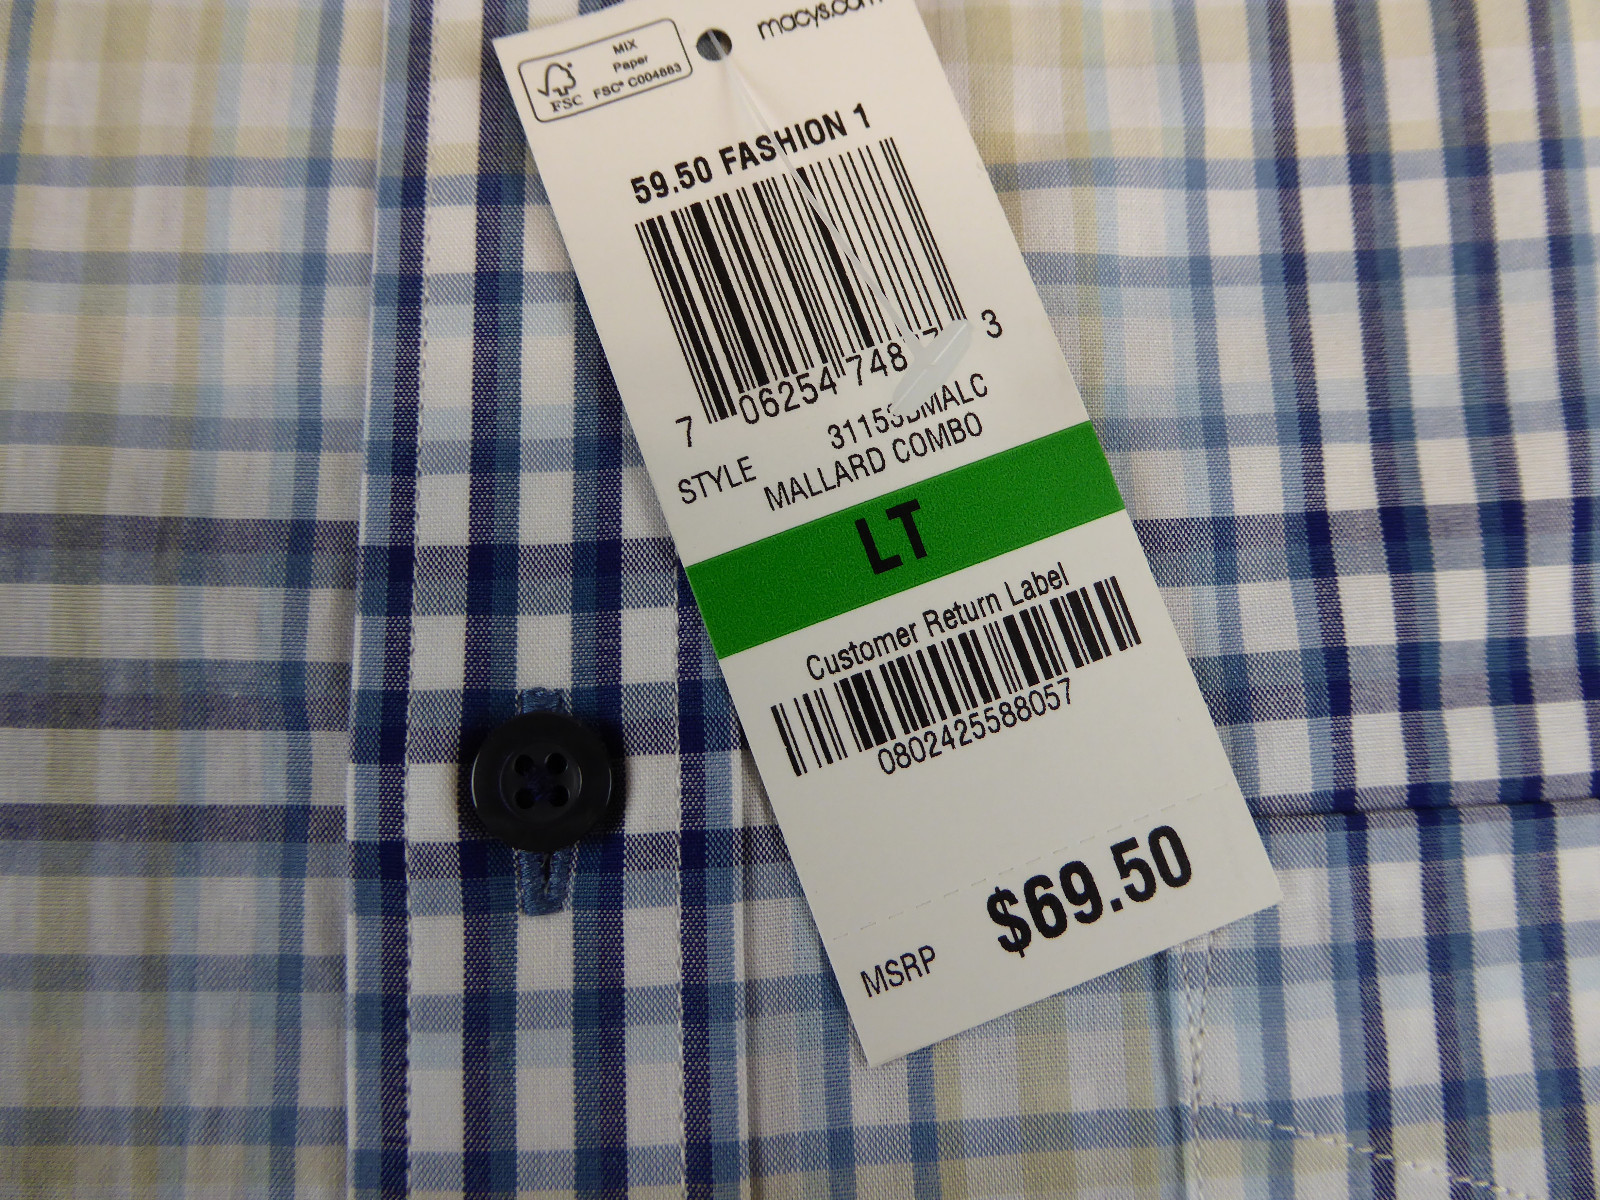 MIX
Paper
FSC® C004883
FSC
macys.com
59.50 FASHION 1
7 06254 748 3
STYLE
MALLARD COMBO
LT
Customer Return Label
0802425588057
MSRP $69.50